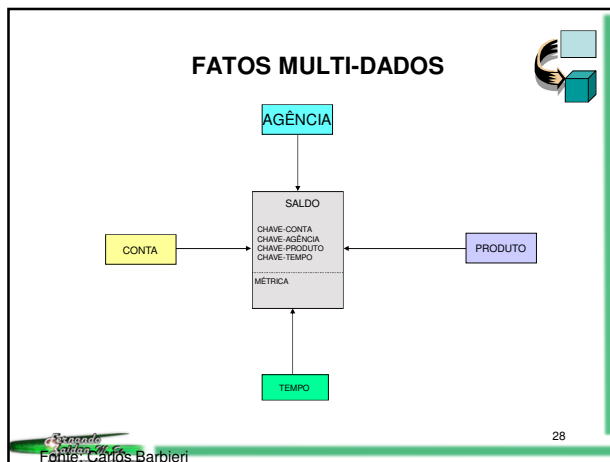 FATOS MULTI-DADOS
AGÊNCIA
SALDO
CHAVE-CONTA
CHAVE-AGÊNCIA
CHAVE-PRODUTO
CHAVE-TEMPO
MÉTRICA
CONTA
PRODUTO
TEMPO
28
Fernando
Fonte: Carlos Barbieri